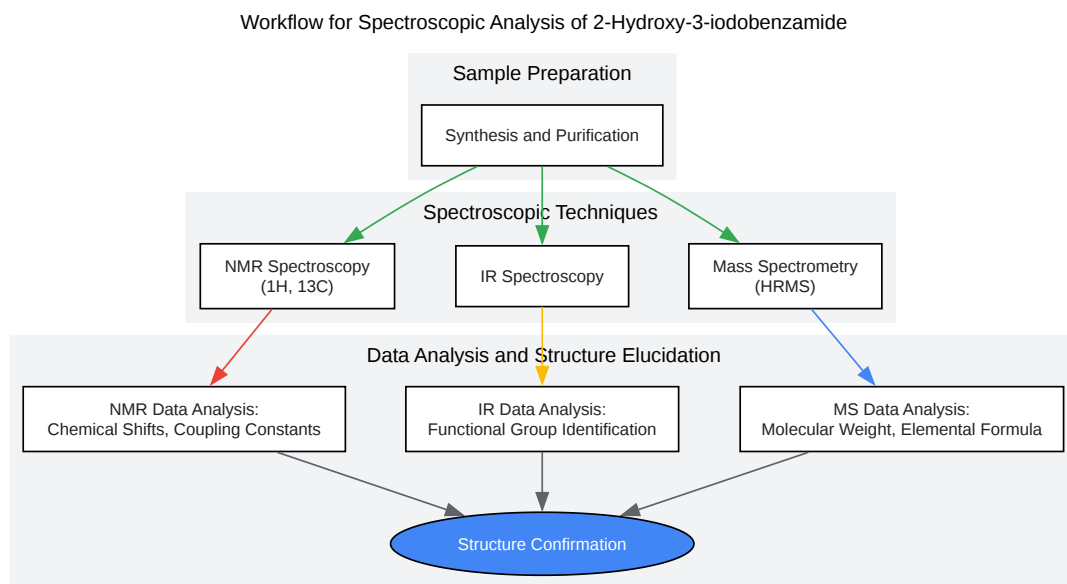 Workflow for Spectroscopic Analysis of 2-Hydroxy-3-iodobenzamide
Sample Preparation
Synthesis and Purification
Spectroscopic Techniques
NMR Spectroscopy
(1H, 13C)
IR Spectroscopy
Mass Spectrometry
(HRMS)
Data Analysis and Structure Elucidation
NMR Data Analysis:
Chemical Shifts, Coupling Constants
IR Data Analysis:
Functional Group Identification
MS Data Analysis:
Molecular Weight, Elemental Formula
Structure Confirmation